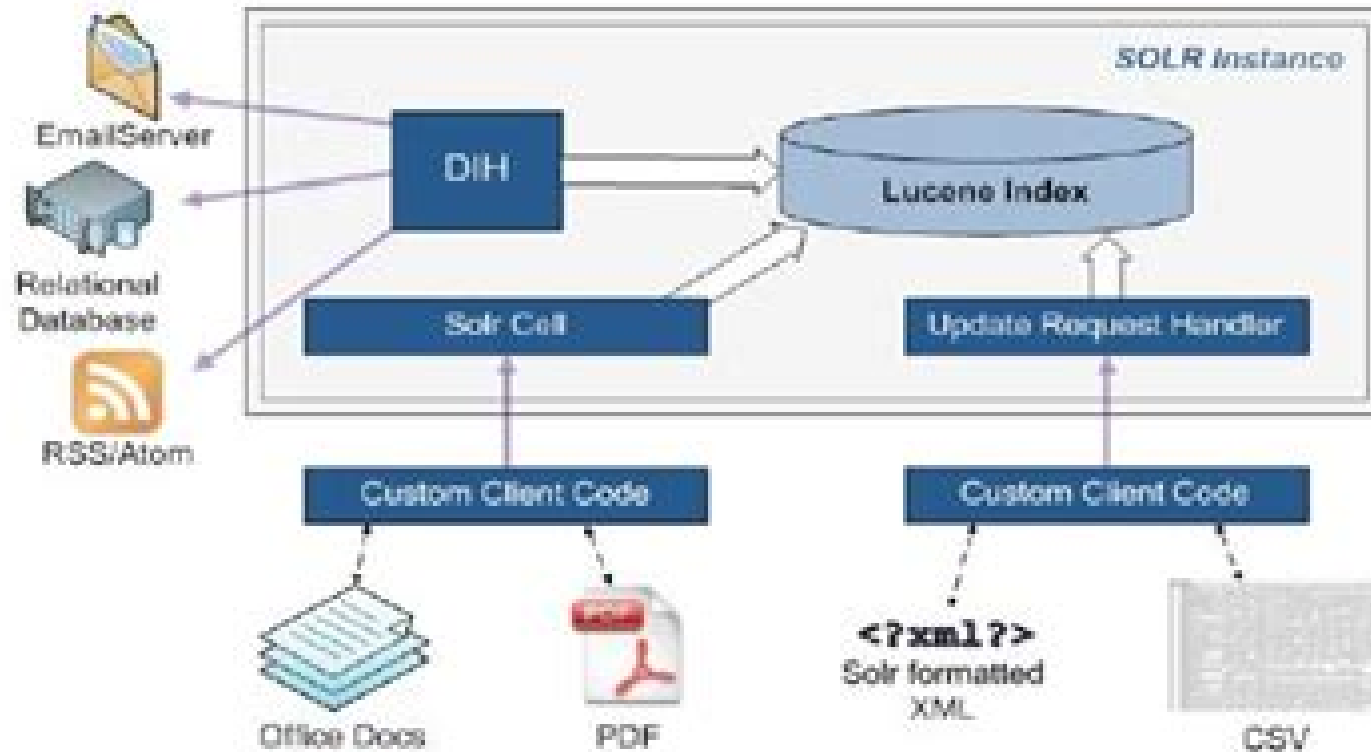 SOLR Instance
EmailServer
DIH
Lucene Index
Relational
Database
Solr Cell
Update Request Handler
RSS/Atom
Custom Client Code
Custom Client Code
PDF
<?xml?>
Solr formatted
XML
Office Docs
PDF
CSV